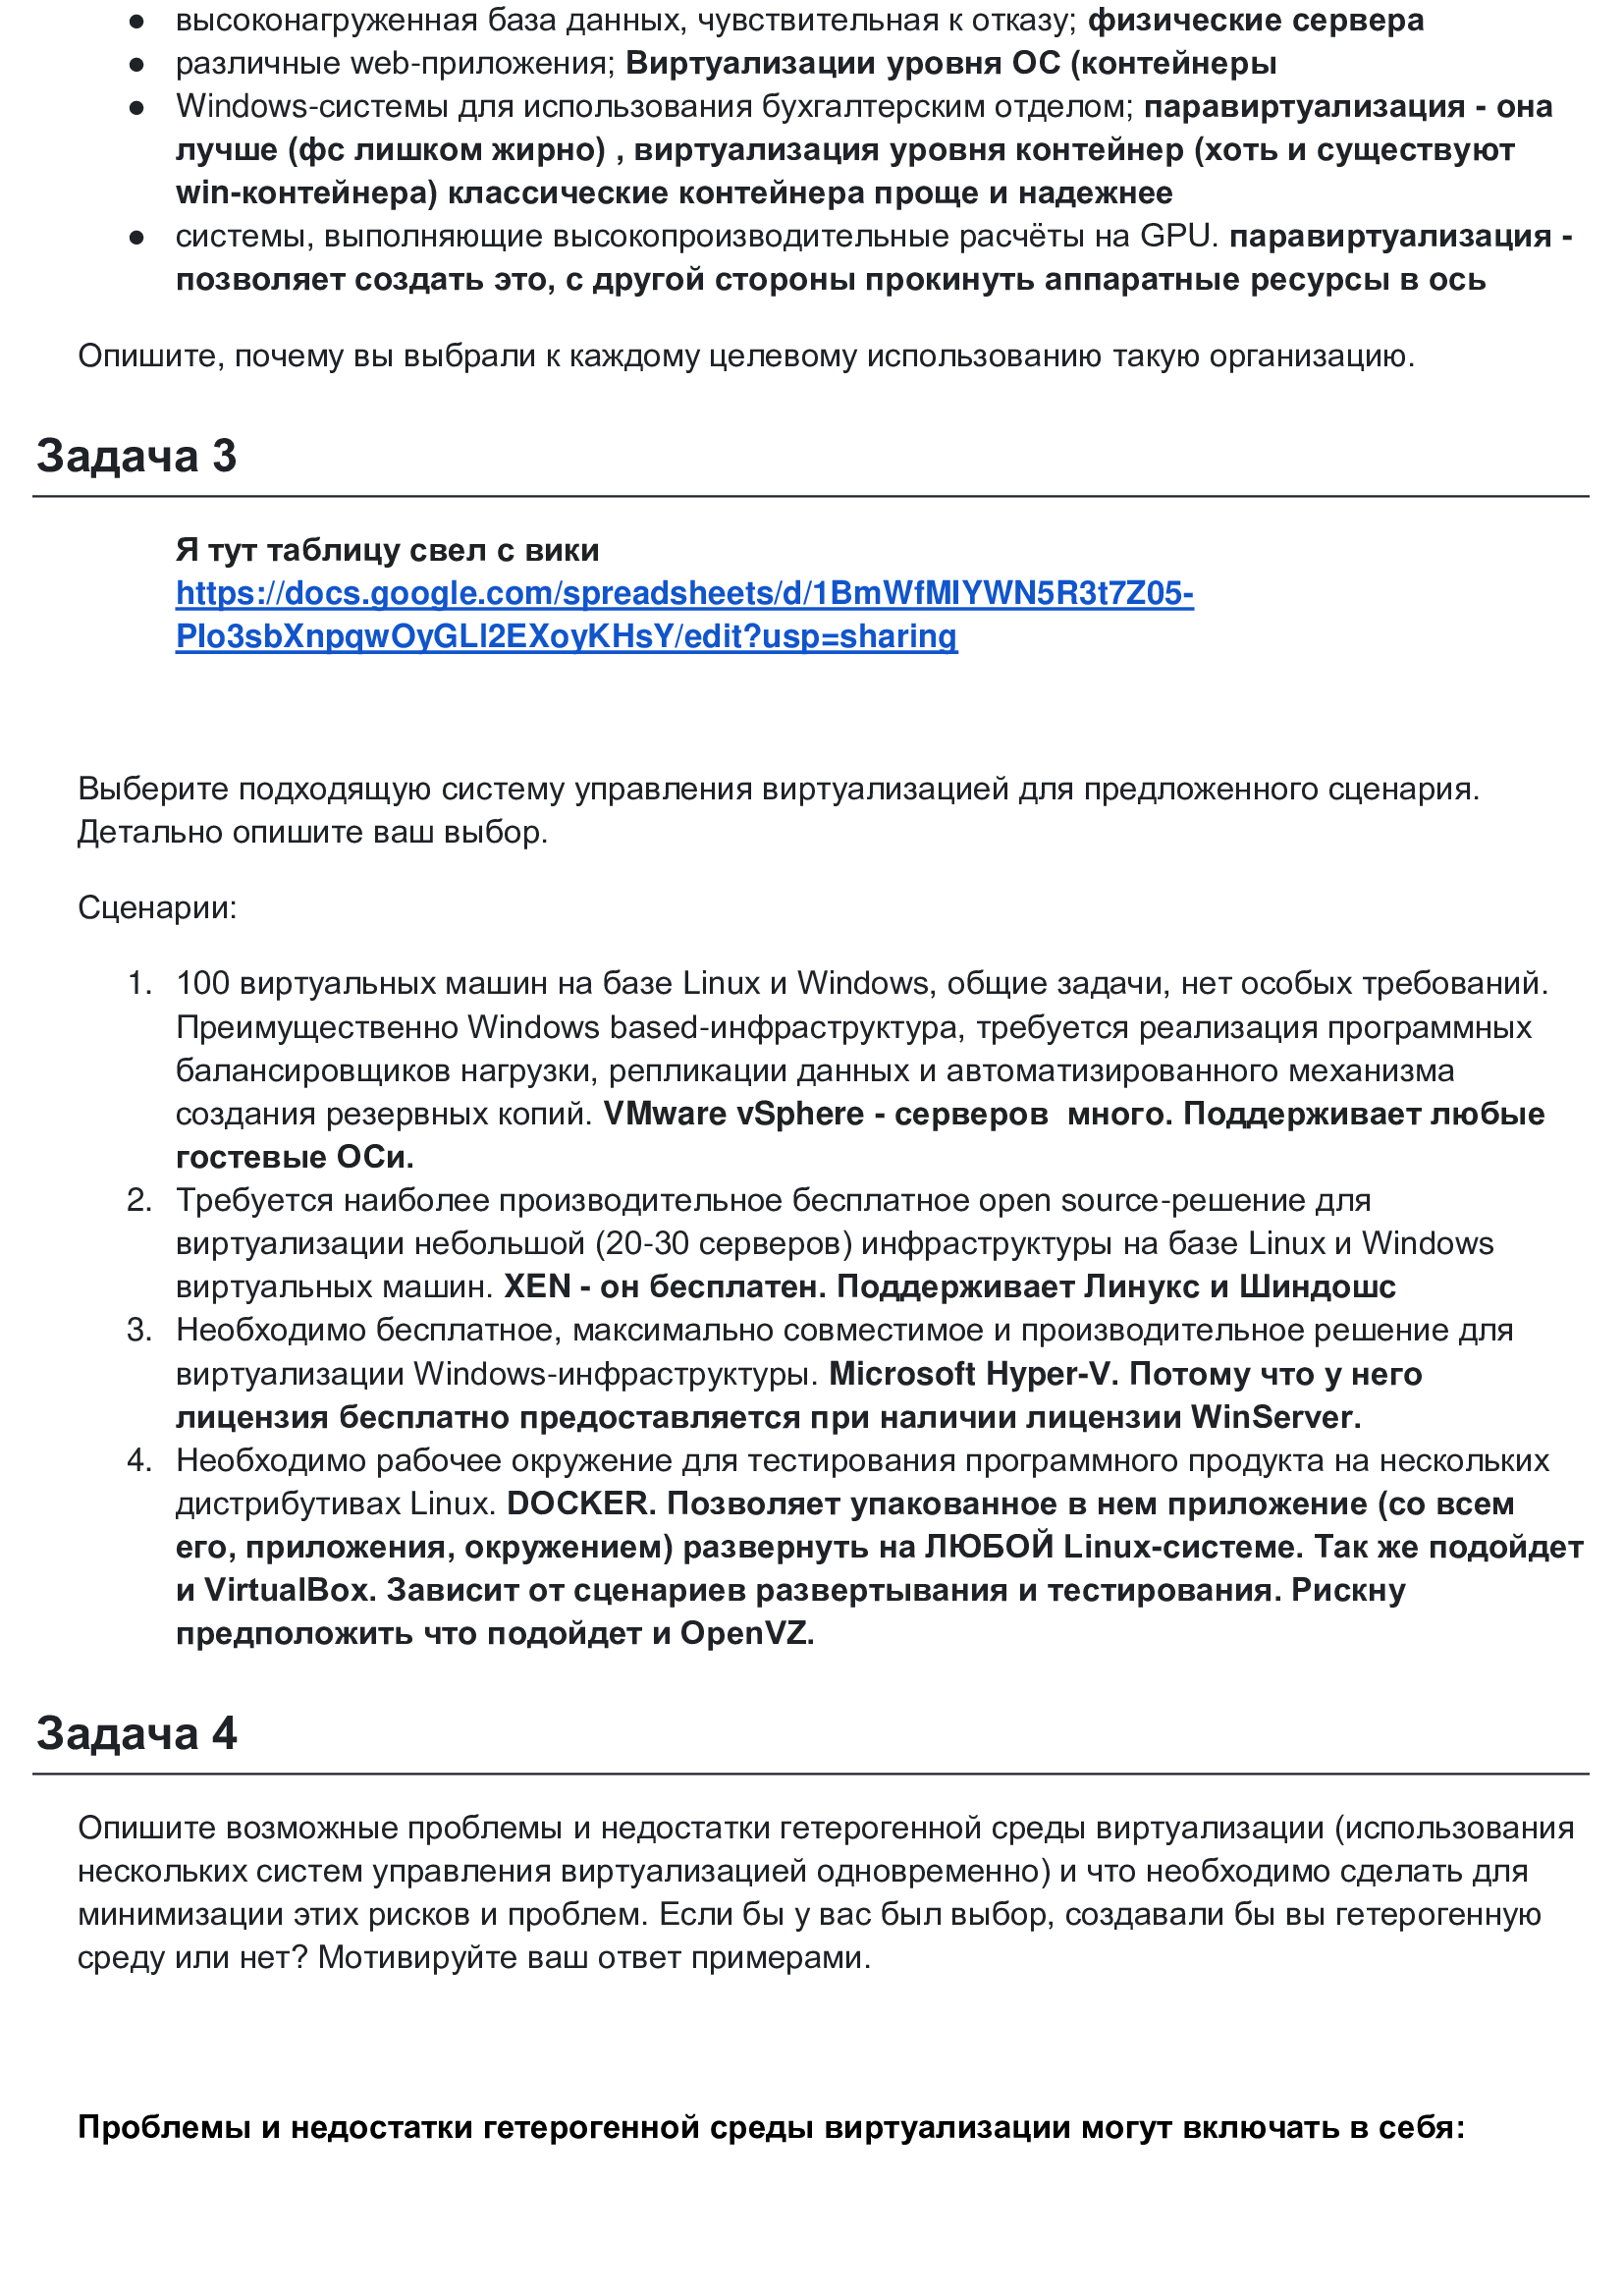 ● высоконагруженная база данных, чувствительная к отказу; физические сервера
● различные web-приложения; Виртуализации уровня ОС (контейнеры
● Windows-системы для использования бухгалтерским отделом; паравиртуализация - она
лучше (фс лишком жирно) , виртуализация уровня контейнер (хоть и существуют
win-контейнера) классические контейнера проще и надежнее
● системы, выполняющие высокопроизводительные расчёты на GPU. паравиртуализация -
позволяет создать это, с другой стороны прокинуть аппаратные ресурсы в ось
Опишите, почему вы выбрали к каждому целевому использованию такую организацию.
Задача 3
Я тут таблицу свел с вики
https://docs.google.com/spreadsheets/d/1BmWfMIYWN5R3t7Z05-
PIo3sbXnpqwOyGLI2EXoyKHsY/edit?usp=sharing
Выберите подходящую систему управления виртуализацией для предложенного сценария.
Детально опишите ваш выбор.
Сценарии:
1. 100 виртуальных машин на базе Linux и Windows, общие задачи, нет особых требований.
Преимущественно Windows based-инфраструктура, требуется реализация программных
балансировщиков нагрузки, репликации данных и автоматизированного механизма
создания резервных копий. VMware vSphere - серверов  много. Поддерживает любые
гостевые ОСи.
2. Требуется наиболее производительное бесплатное open source-решение для
виртуализации небольшой (20-30 серверов) инфраструктуры на базе Linux и Windows
виртуальных машин. XEN - он бесплатен. Поддерживает Линукс и Шиндошс
3. Необходимо бесплатное, максимально совместимое и производительное решение для
виртуализации Windows-инфраструктуры. Microsoft Hyper-V. Потому что у него
лицензия бесплатно предоставляется при наличии лицензии WinServer.
4. Необходимо рабочее окружение для тестирования программного продукта на нескольких
дистрибутивах Linux. DOCKER. Позволяет упакованное в нем приложение (со всем
его, приложения, окружением) развернуть на ЛЮБОЙ Linux-системе. Так же подойдет
и VirtualBox. Зависит от сценариев развертывания и тестирования. Рискну
предположить что подойдет и OpenVZ.
Задача 4
Опишите возможные проблемы и недостатки гетерогенной среды виртуализации (использования
нескольких систем управления виртуализацией одновременно) и что необходимо сделать для
минимизации этих рисков и проблем. Если бы у вас был выбор, создавали бы вы гетерогенную
среду или нет? Мотивируйте ваш ответ примерами.
Проблемы и недостатки гетерогенной среды виртуализации могут включать в себя: